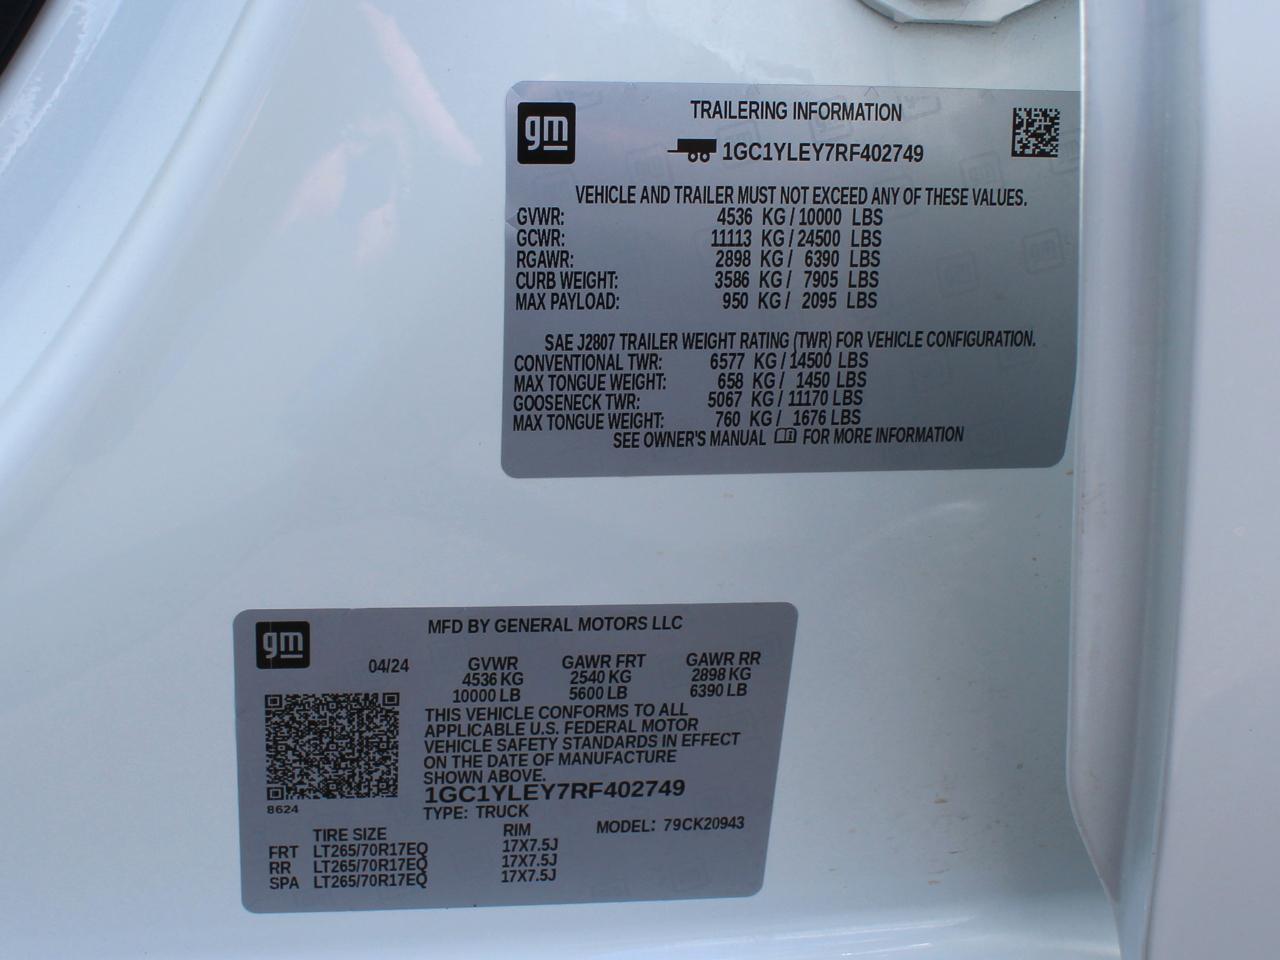 gm
TRAILERING INFORMATION
1GC1YLEY7RF402749
VEHICLE AND TRAILER MUST NOT EXCEED ANY OF THESE VALUES.
GVWR: 4536 KG / 10000 LBS
GCWR: 11113 KG / 24500 LBS
RGAWR: 2898 KG / 6390 LBS
CURB WEIGHT: 3586 KG / 7905 LBS
MAX PAYLOAD: 950 KG / 2095 LBS
SAE J2807 TRAILER WEIGHT RATING (TWR) FOR VEHICLE CONFIGURATION.
CONVENTIONAL TWR: 6577 KG / 14500 LBS
MAX TONGUE WEIGHT: 658 KG / 1450 LBS
GOOSENECK TWR: 5067 KG / 11170 LBS
MAX TONGUE WEIGHT: 760 KG / 1676 LBS
SEE OWNER'S MANUAL FOR MORE INFORMATION
gm
MFD BY GENERAL MOTORS LLC
04/24 GVWR GAWR FRT GAWR RR
4536 KG 2540 KG 2898 KG
10000 LB 5600 LB 6390 LB
THIS VEHICLE CONFORMS TO ALL
APPLICABLE U.S. FEDERAL MOTOR
VEHICLE SAFETY STANDARDS IN EFFECT
ON THE DATE OF MANUFACTURE
SHOWN ABOVE.
1GC1YLEY7RF402749
8624
TYPE: TRUCK
MODEL: 79CK20943
TIRE SIZE RIM
FRT LT265/70R17EQ 17X7.5J
RR LT265/70R17EQ 17X7.5J
SPA LT265/70R17EQ 17X7.5J